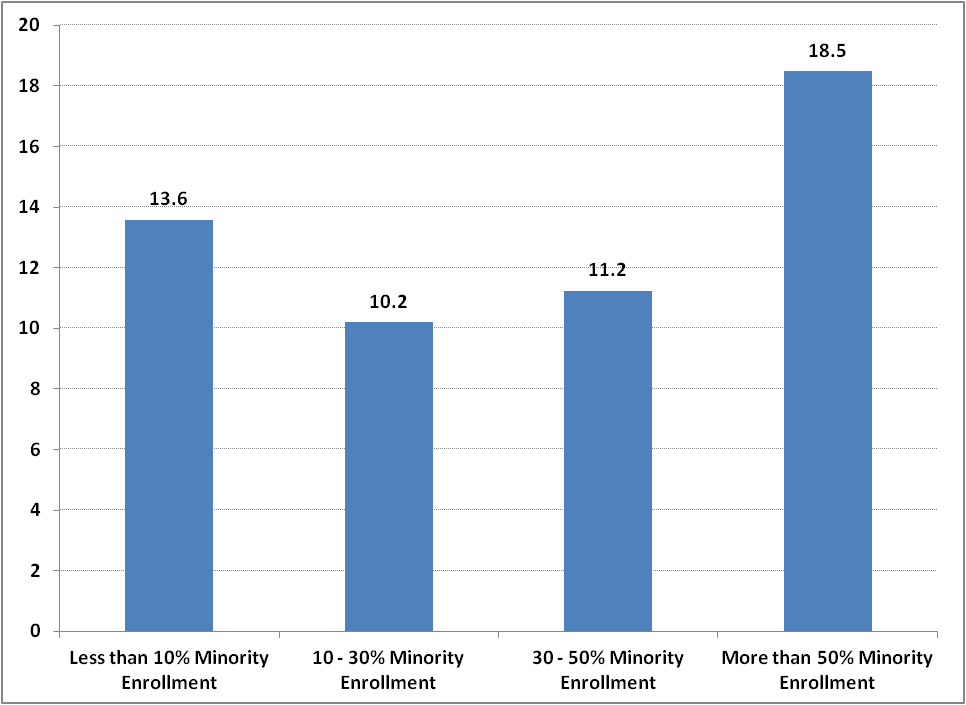 20
18
16
14
12
10
8
6
4
2
0
13.6
10.2
11.2
18.5
Less than 10% Minority
Enrollment
10 - 30% Minority
Enrollment
30 - 50% Minority
Enrollment
More than 50% Minority
Enrollment